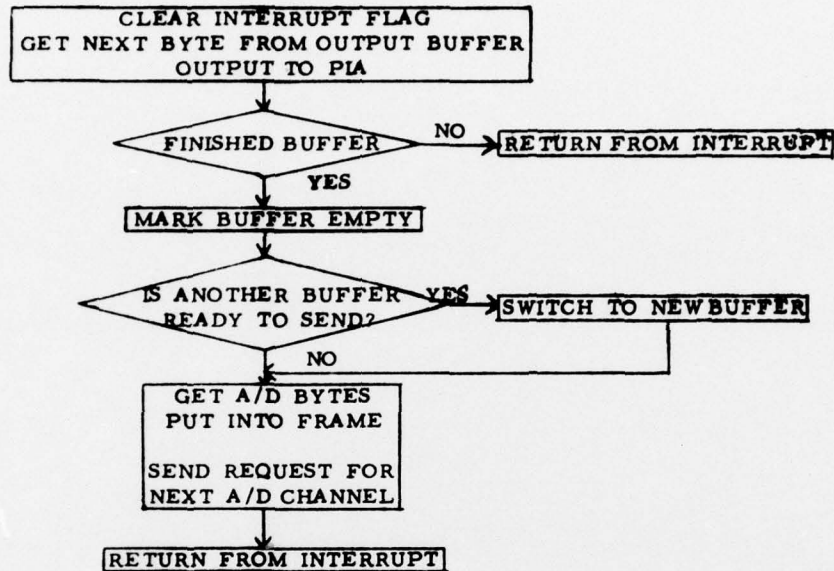 CLEAR INTERRUPT FLAG
GET NEXT BYTE FROM OUTPUT BUFFER
OUTPUT TO PIA
FINISHED BUFFER
NO
RETURN FROM INTERRUPT
YES
MARK BUFFER EMPTY
IS ANOTHER BUFFER
READY TO SEND?
YES
SWITCH TO NEW BUFFER
NO
GET A/D BYTES
PUT INTO FRAME
SEND REQUEST FOR
NEXT A/D CHANNEL
RETURN FROM INTERRUPT